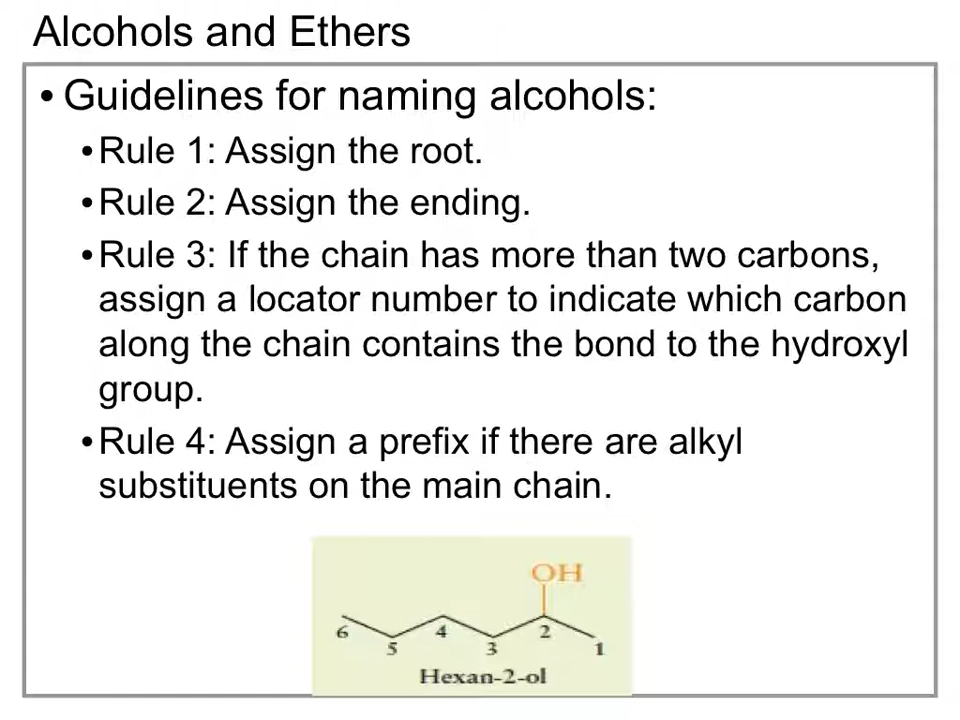 Alcohols and Ethers
• Guidelines for naming alcohols:
• Rule 1: Assign the root.
• Rule 2: Assign the ending.
• Rule 3: If the chain has more than two carbons,
assign a locator number to indicate which carbon
along the chain contains the bond to the hydroxyl
group.
• Rule 4: Assign a prefix if there are alkyl
substituents on the main chain.
OH
6 4 2
5 3 1
Hexan-2-ol